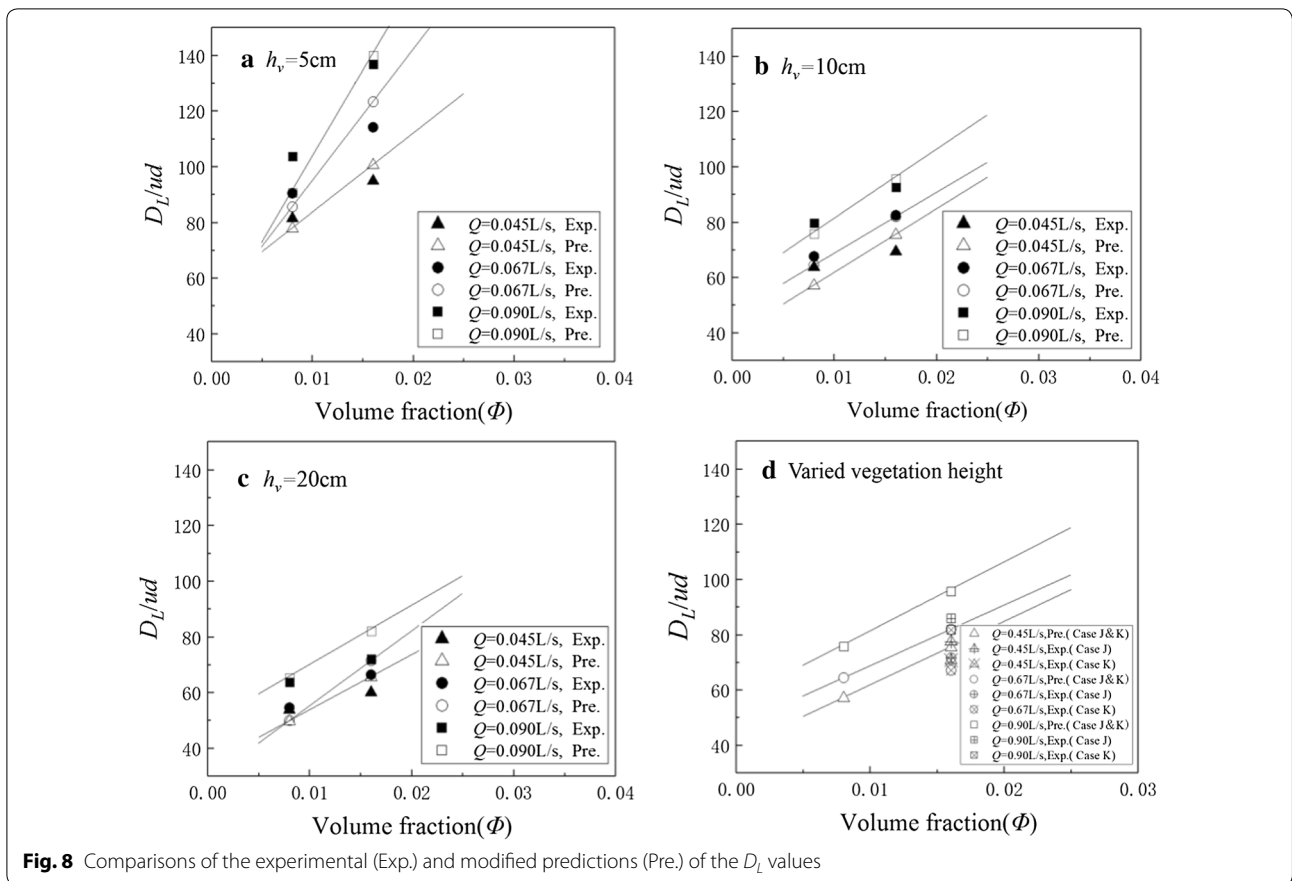 a h_v=5cm
140
120
100
80
60
40
D_L/ud
Q=0.045L/s, Exp.
Q=0.045L/s, Pre.
Q=0.067L/s, Exp.
Q=0.067L/s, Pre.
Q=0.090L/s, Exp.
Q=0.090L/s, Pre.
0.00 0.01 0.02 0.03 0.04
Volume fraction(Φ)
b h_v=10cm
140
120
100
80
60
40
D_L/ud
Q=0.045L/s, Exp.
Q=0.045L/s, Pre.
Q=0.067L/s, Exp.
Q=0.067L/s, Pre.
Q=0.090L/s, Exp.
Q=0.090L/s, Pre.
0.00 0.01 0.02 0.03 0.04
Volume fraction(Φ)
c h_v=20cm
140
120
100
80
60
40
D_L/ud
Q=0.045L/s, Exp.
Q=0.045L/s, Pre.
Q=0.067L/s, Exp.
Q=0.067L/s, Pre.
Q=0.090L/s, Exp.
Q=0.090L/s, Pre.
0.00 0.01 0.02 0.03 0.04
Volume fraction(Φ)
d Varied vegetation height
140
120
100
80
60
40
D_L/ud
Q=0.45L/s,Pre.( Case J&K)
Q=0.45L/s,Exp.( Case J)
Q=0.45L/s,Exp.( Case K)
Q=0.67L/s,Pre.( Case J&K)
Q=0.67L/s,Exp.( Case J)
Q=0.67L/s,Exp.( Case K)
Q=0.90L/s,Pre.( Case J&K)
Q=0.90L/s,Exp.( Case J)
Q=0.90L/s,Exp.( Case K)
0.00 0.01 0.02 0.03
Volume fraction(Φ)
Fig. 8 Comparisons of the experimental (Exp.) and modified predictions (Pre.) of the D_L values